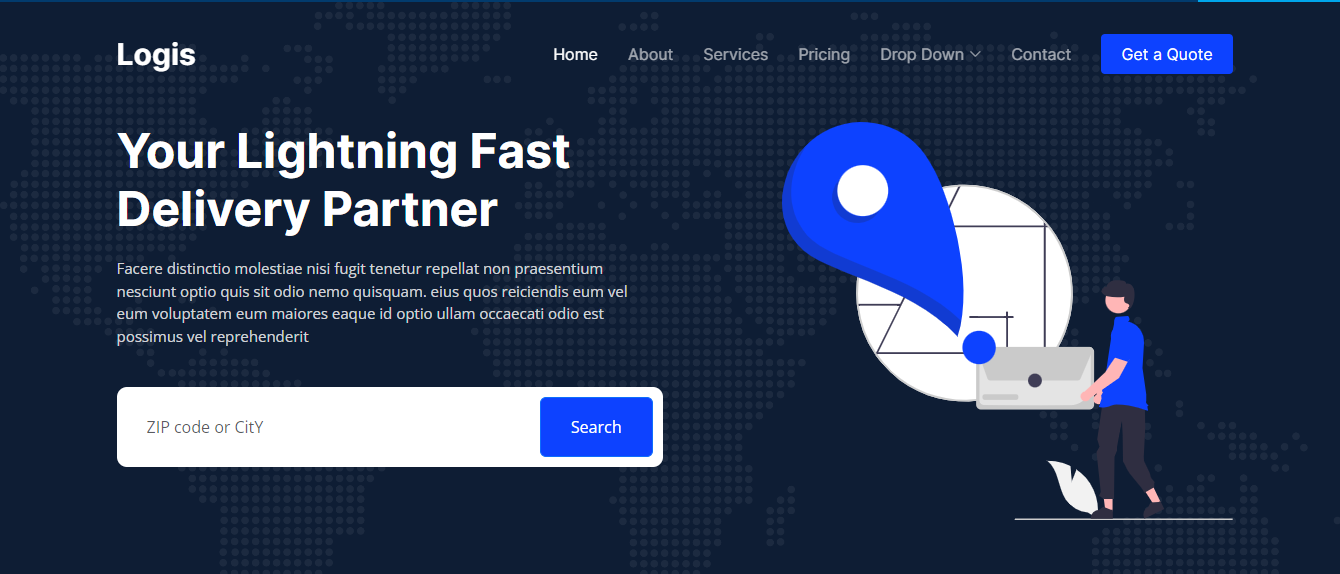 Logis
Home About Services Pricing Drop Down Contact Get a Quote
Your Lightning Fast
Delivery Partner
Facere distinctio molestiae nisi fugit tenetur repellat non praesentium
nesciunt optio quis sit odio nemo quisquam. eius quos reiciendis eum vel
eum voluptatem eum maiores eaque id optio ullam occaecati odio est
possimus vel reprehenderit
ZIP code or CitY Search